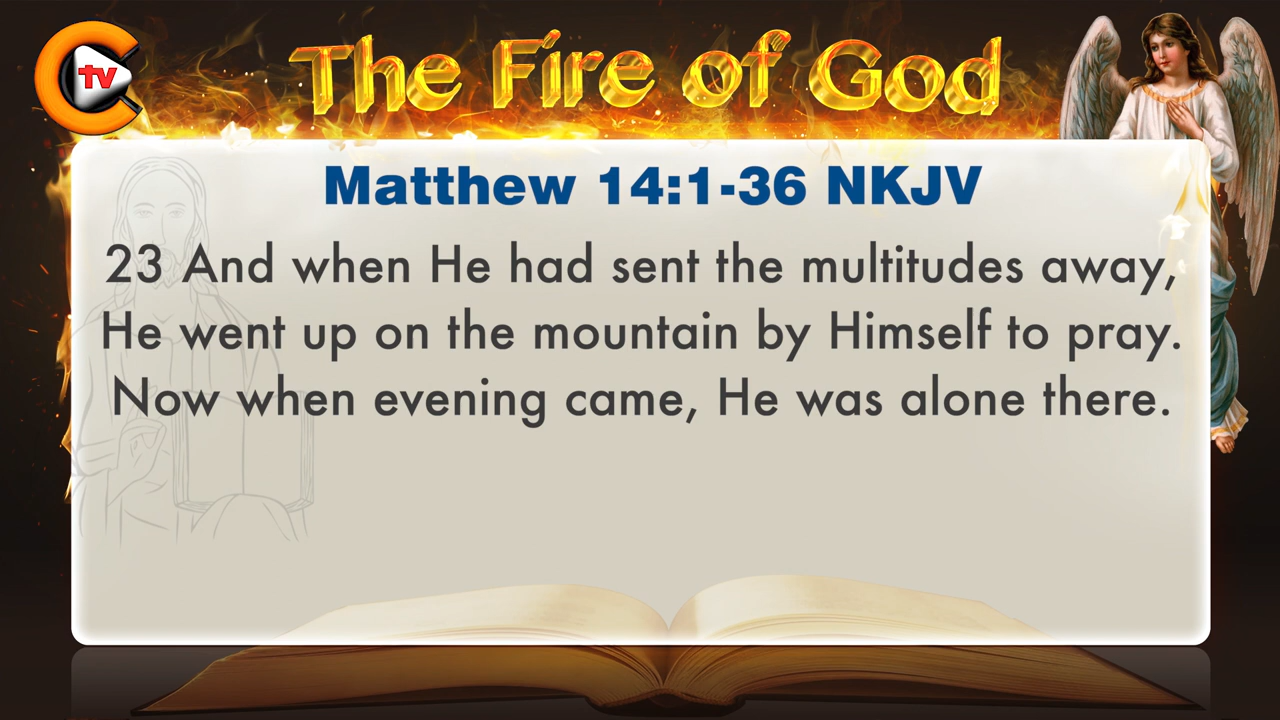 tv
The Fire of God
Matthew 14:1-36 NKJV
23 And when He had sent the multitudes away,
He went up on the mountain by Himself to pray.
Now when evening came, He was alone there.